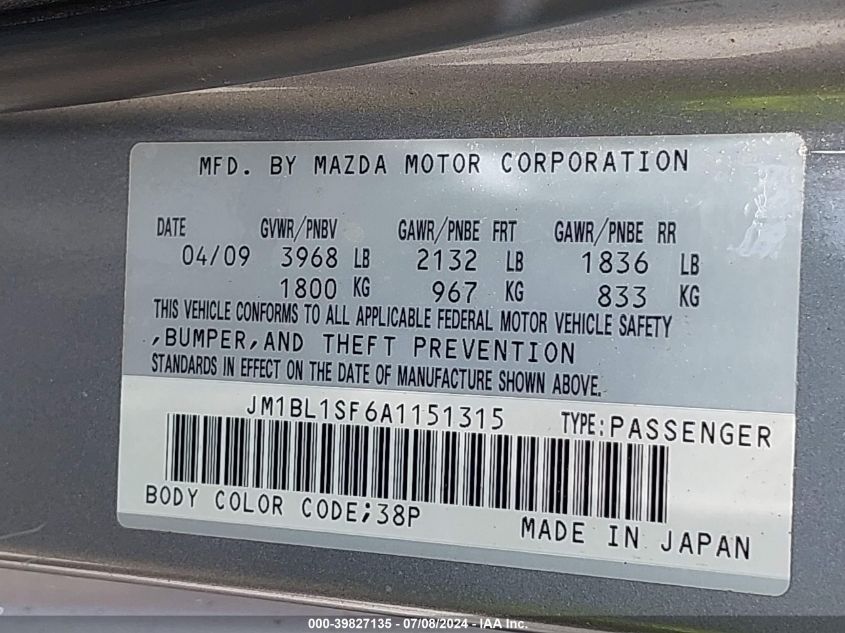 MFD. BY MAZDA MOTOR CORPORATION
DATE GVWR/PNBV GAWR/PNBE FRT GAWR/PNBE RR
04/09 3968 LB 2132 LB 1836 LB
1800 KG 967 KG 833 KG
THIS VEHICLE CONFORMS TO ALL APPLICABLE FEDERAL MOTOR VEHICLE SAFETY
,BUMPER,AND THEFT PREVENTION
STANDARDS IN EFFECT ON THE DATE OF MANUFACTURE SHOWN ABOVE.
JM1BL1SF6A1151315 TYPE:PASSENGER
BODY COLOR CODE;38P
MADE IN JAPAN
000-39827135 - 07/08/2024 - IAA Inc.